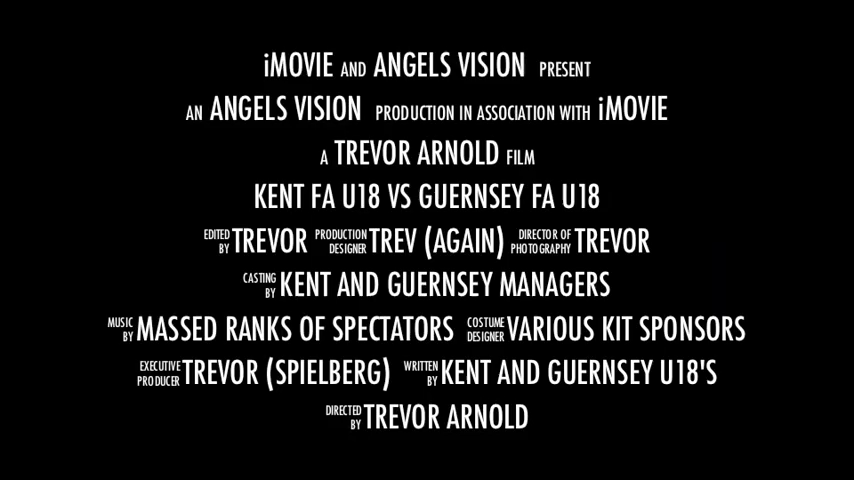 iMOVIE AND ANGELS VISION PRESENT
AN ANGELS VISION PRODUCTION IN ASSOCIATION WITH iMOVIE
A TREVOR ARNOLD FILM
KENT FA U18 VS GUERNSEY FA U18
EDITED BY TREVOR PRODUCTION DESIGNER TREV (AGAIN) DIRECTOR OF PHOTOGRAPHY TREVOR
CASTING BY KENT AND GUERNSEY MANAGERS
MUSIC BY MASSED RANKS OF SPECTATORS COSTUME DESIGNER VARIOUS KIT SPONSORS
EXECUTIVE PRODUCER TREVOR (SPIELBERG) WRITTEN BY KENT AND GUERNSEY U18'S
DIRECTED BY TREVOR ARNOLD